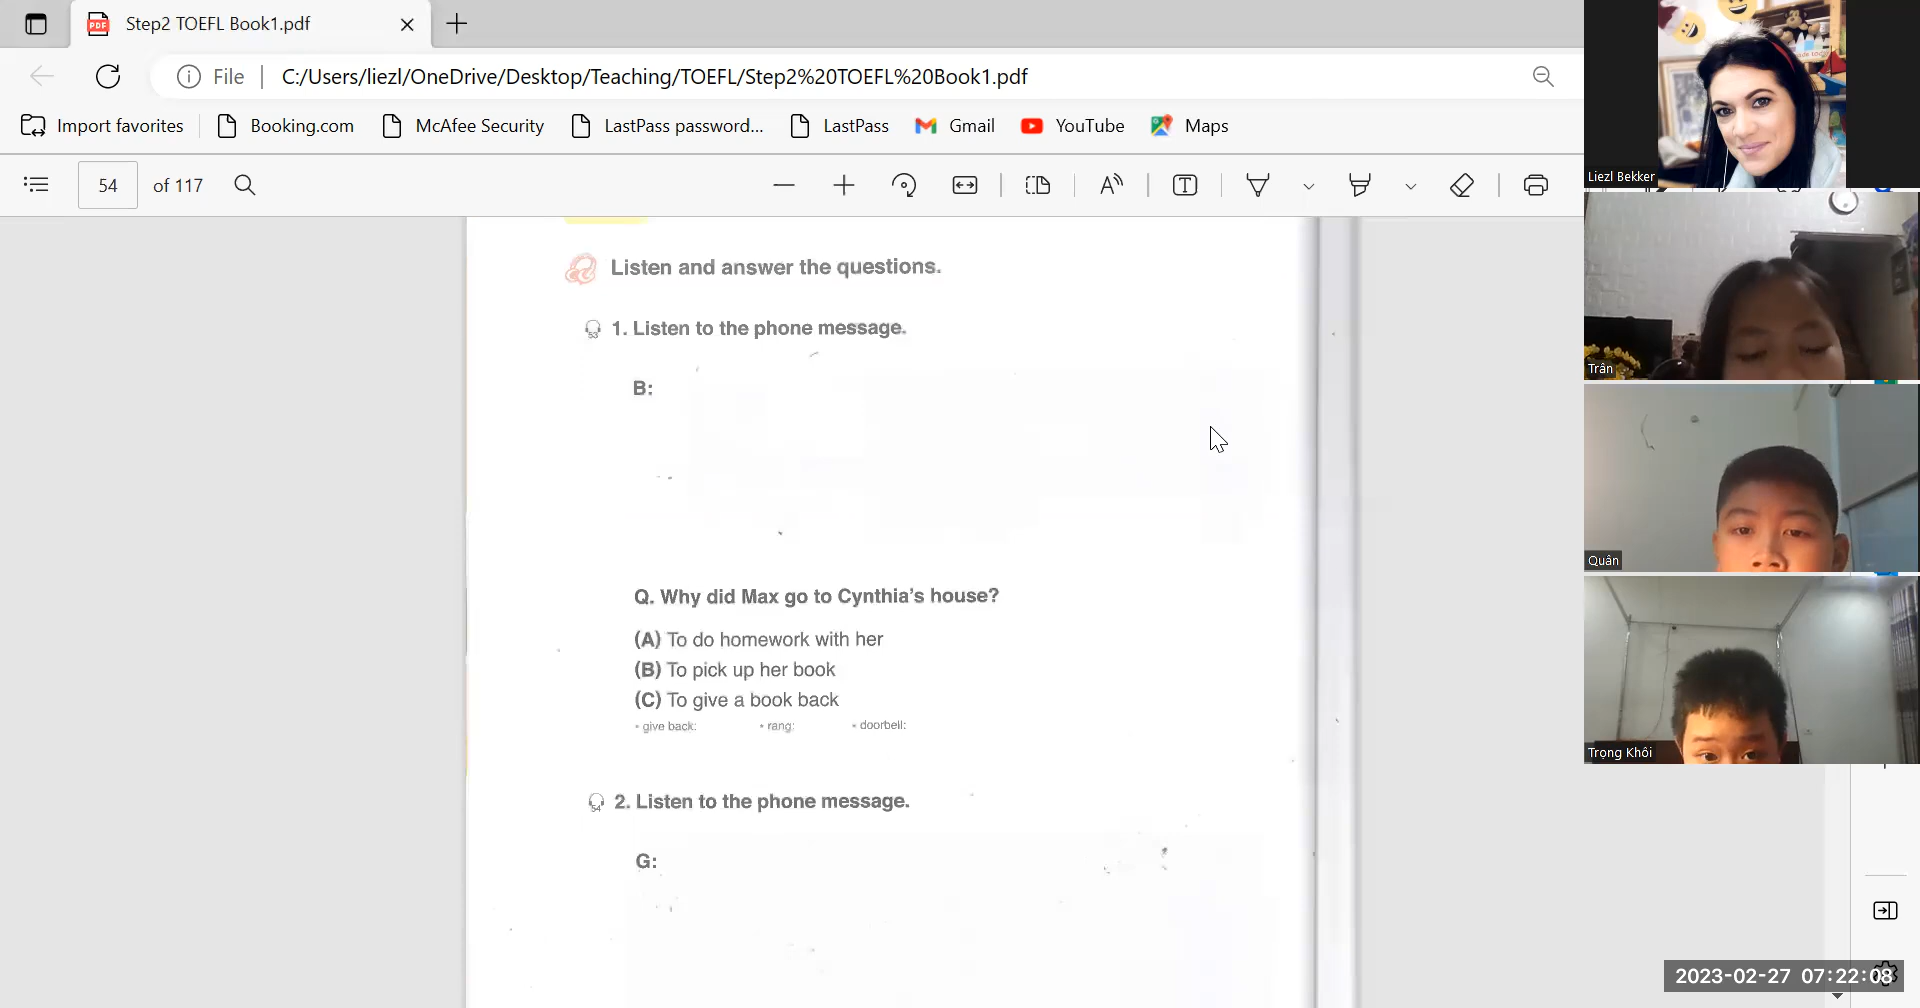 Step2 TOEFL Book1.pdf
File C:/Users/liezl/OneDrive/Desktop/Teaching/TOEFL/Step2%20TOEFL%20Book1.pdf
Import favorites Booking.com McAfee Security LastPass password... LastPass Gmail YouTube Maps
54 of 117
Listen and answer the questions.
53 1. Listen to the phone message.
B:
Q. Why did Max go to Cynthia's house?
(A) To do homework with her
(B) To pick up her book
(C) To give a book back
• give back: • rang: • doorbell:
54 2. Listen to the phone message.
G:
Liezl Bekker
Trân
Quân
Trọng Khôi
2023-02-27 07:22:08